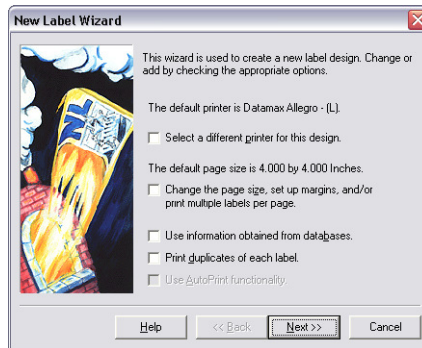 New Label Wizard
This wizard is used to create a new label design. Change or
add by checking the appropriate options.
The default printer is Datamax Allegro - (L).
Select a different printer for this design.
The default page size is 4.000 by 4.000 Inches.
Change the page size, set up margins, and/or
print multiple labels per page.
Use information obtained from databases.
Print duplicates of each label.
Use AutoPrint functionality.
NL
Help
<< Back
Next >>
Cancel